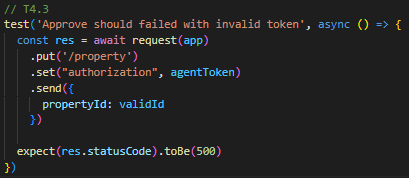 // T4.3
test('Approve should failed with invalid token', async () => {
  const res = await request(app)
    .put('/property')
    .set("authorization", agentToken)
    .send({
      propertyId: validId
    })

  expect(res.statusCode).toBe(500)
})